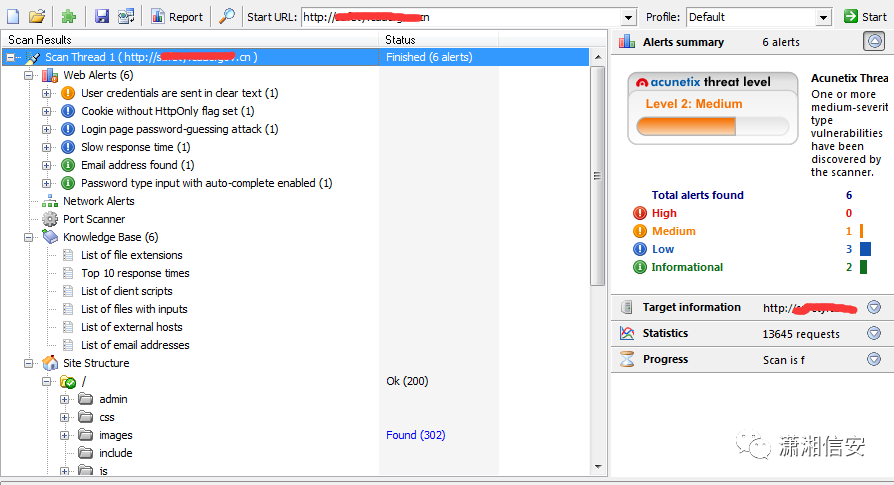 Report
Start URL: http:// cn
Profile: Default
Start
Scan Results
Status
Scan Thread 1 ( http:// .cn )
Finished (6 alerts)
Web Alerts (6)
User credentials are sent in clear text (1)
Cookie without HttpOnly flag set (1)
Login page password-guessing attack (1)
Slow response time (1)
Email address found (1)
Password type input with auto-complete enabled (1)
Network Alerts
Port Scanner
Knowledge Base (6)
List of file extensions
Top 10 response times
List of client scripts
List of files with inputs
List of external hosts
List of email addresses
Site Structure
/
Ok (200)
admin
css
images
Found (302)
include
js
Alerts summary
6 alerts
acunetix threat level
Level 2: Medium
Acunetix Threat
One or more
medium-severit
type
vulnerabilities
have been
discovered by
the scanner.
Total alerts found 6
High 0
Medium 1
Low 3
Informational 2
Target information
http://
Statistics
13645 requests
Progress
Scan is f
潇湘信安